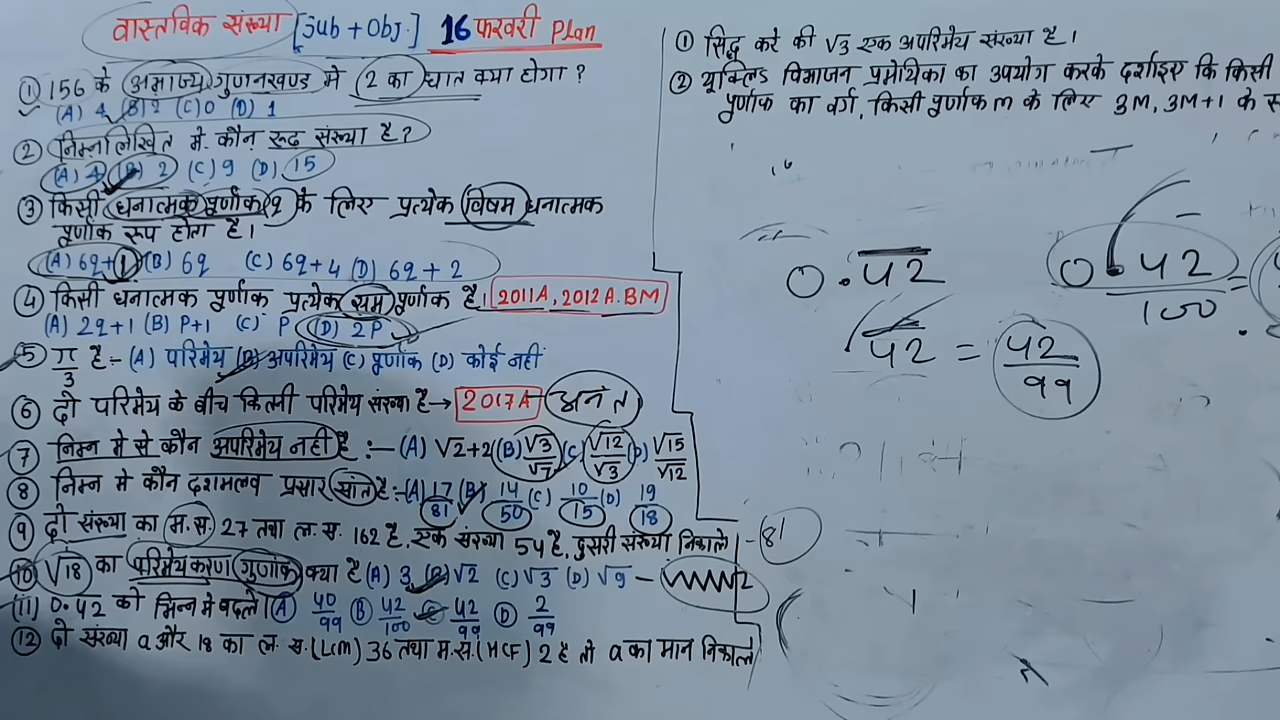 वास्तविक संख्या [Sub + Obj.] 16 फरवरी Plan
① 156 के अभाज्य गुणनखण्ड मे 2 का घात क्या होगा ?
(A) 4 (B) 2 (C) 0 (D) 1
② निम्नलिखित मे कौन रूढ़ संख्या है ?
(A) 4 (B) 2 (C) 9 (D) 15
③ किसी धनात्मक पूर्णांक q के लिए प्रत्येक विषम धनात्मक
पूर्णांक रूप होता है।
(A) 6q+1 (B) 6q (C) 6q+4 (D) 6q+2
④ किसी धनात्मक पूर्णांक प्रत्येक सम पूर्णांक है। 2011A, 2012A.BM
(A) 2q+1 (B) P+1 (C) P (D) 2P
⑤ π/3 है :- (A) परिमेय (B) अपरिमेय (C) पूर्णांक (D) कोई नहीं
⑥ दो परिमेय के बीच कितनी परिमेय संख्या है → 2017A अनंत
⑦ निम्न मे से कौन अपरिमेय नहीं है :- (A) √2+2 (B) √3/√7 (C) √12/√3 (D) √15/√12
⑧ निम्न मे कौन दशमलव प्रसार सांत है :- (A) 17/81 (B) 14/50 (C) 10/15 (D) 19/18
⑨ दो संख्या का म.स. 27 तथा ल.स. 162 है, एक संख्या 54 है, दुसरी संख्या निकाले। - 81
⑩ √18 का परिमेयकरण गुणांक क्या है (A) 3 (B) √2 (C) √3 (D) √9 -
(11) 0.42 को भिन्न मे बदले। Ⓐ 40/99 Ⓑ 42/100 Ⓒ 42/99 Ⓓ 2/99
⑫ दो संख्या a और 18 का ल.स.(LCM) 36 तथा म.स.(HCF) 2 है तो a का मान निकाले
① सिद्ध करे की √3 एक अपरिमेय संख्या है।
② यूक्लिड विभाजन प्रमेयिका का उपयोग करके दर्शाइए कि किसी
पूर्णांक का वर्ग, किसी पूर्णांक m के लिए 3M, 3M+1 के
0.42
0.42/100 =
42 = 42/99